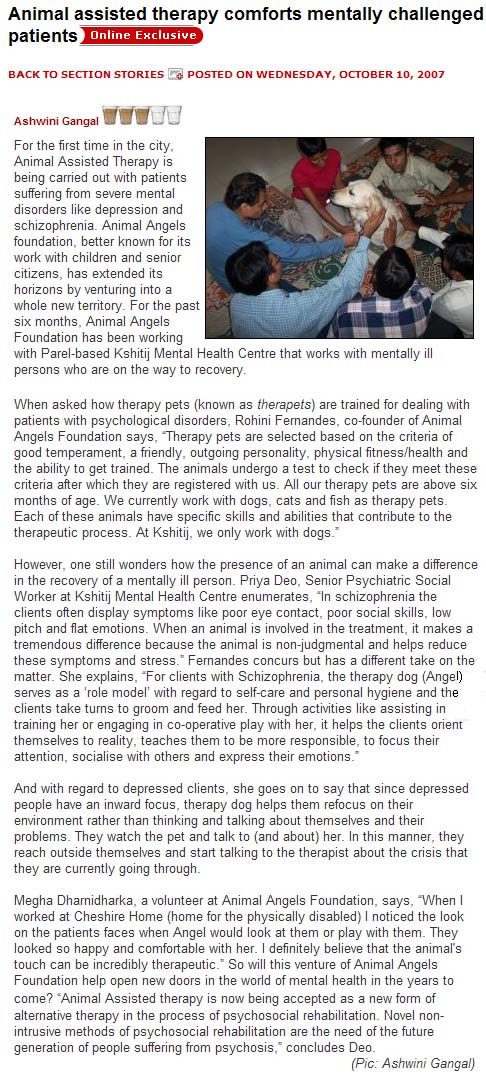 Animal assisted therapy comforts mentally challenged
patients Online Exclusive
BACK TO SECTION STORIES POSTED ON WEDNESDAY, OCTOBER 10, 2007
Ashwini Gangal
For the first time in the city,
Animal Assisted Therapy is
being carried out with patients
suffering from severe mental
disorders like depression and
schizophrenia. Animal Angels
foundation, better known for its
work with children and senior
citizens, has extended its
horizons by venturing into a
whole new territory. For the past
six months, Animal Angels
Foundation has been working
with Parel-based Kshitij Mental Health Centre that works with mentally ill
persons who are on the way to recovery.
When asked how therapy pets (known as therapets) are trained for dealing with
patients with psychological disorders, Rohini Fernandes, co-founder of Animal
Angels Foundation says, “Therapy pets are selected based on the criteria of
good temperament, a friendly, outgoing personality, physical fitness/health and
the ability to get trained. The animals undergo a test to check if they meet these
criteria after which they are registered with us. All our therapy pets are above six
months of age. We currently work with dogs, cats and fish as therapy pets.
Each of these animals have specific skills and abilities that contribute to the
therapeutic process. At Kshitij, we only work with dogs.”
However, one still wonders how the presence of an animal can make a difference
in the recovery of a mentally ill person. Priya Deo, Senior Psychiatric Social
Worker at Kshitij Mental Health Centre enumerates, “In schizophrenia the
clients often display symptoms like poor eye contact, poor social skills, low
pitch and flat emotions. When an animal is involved in the treatment, it makes a
tremendous difference because the animal is non-judgmental and helps reduce
these symptoms and stress.” Fernandes concurs but has a different take on the
matter. She explains, “For clients with Schizophrenia, the therapy dog (Angel)
serves as a ‘role model’ with regard to self-care and personal hygiene and the
clients take turns to groom and feed her. Through activities like assisting in
training her or engaging in co-operative play with her, it helps the clients orient
themselves to reality, teaches them to be more responsible, to focus their
attention, socialise with others and express their emotions.”
And with regard to depressed clients, she goes on to say that since depressed
people have an inward focus, therapy dog helps them refocus on their
environment rather than thinking and talking about themselves and their
problems. They watch the pet and talk to (and about) her. In this manner, they
reach outside themselves and start talking to the therapist about the crisis that
they are currently going through.
Megha Dharnidharka, a volunteer at Animal Angels Foundation, says, “When I
worked at Cheshire Home (home for the physically disabled) I noticed the look
on the patients faces when Angel would look at them or play with them. They
looked so happy and comfortable with her. I definitely believe that the animal's
touch can be incredibly therapeutic.” So will this venture of Animal Angels
Foundation help open new doors in the world of mental health in the years to
come? “Animal Assisted therapy is now being accepted as a new form of
alternative therapy in the process of psychosocial rehabilitation. Novel non-
intrusive methods of psychosocial rehabilitation are the need of the future
generation of people suffering from psychosis,” concludes Deo.
(Pic: Ashwini Gangal)